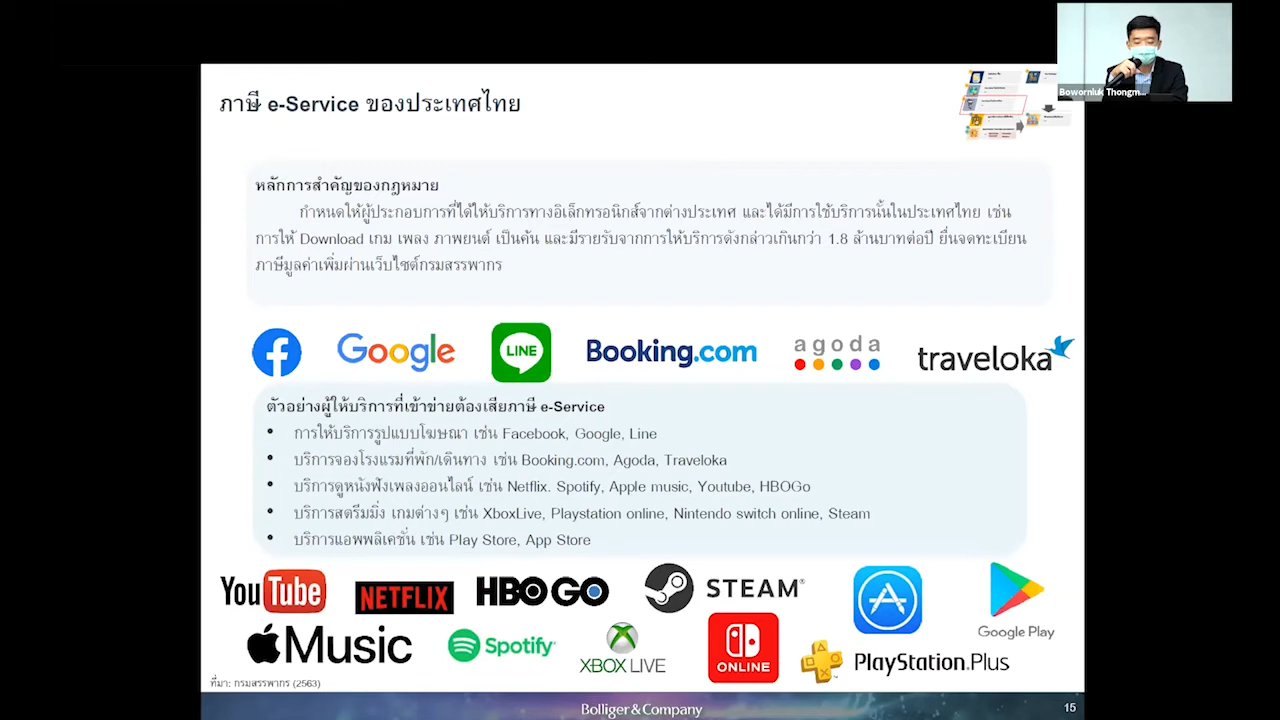 Boworniuk Thongm...
ภาษี e-Service ของประเทศไทย
หลักการสำคัญของกฎหมาย
กำหนดให้ผู้ประกอบการที่ได้ให้บริการทางอิเล็กทรอนิกส์จากต่างประเทศ และได้มีการใช้บริการนั้นในประเทศไทย เช่น
การให้ Download เกม เพลง ภาพยนต์ เป็นต้น และมีรายรับจากการให้บริการดังกล่าวเกินกว่า 1.8 ล้านบาทต่อปี ยื่นจดทะเบียน
ภาษีมูลค่าเพิ่มผ่านเว็บไซต์กรมสรรพากร
Google LINE Booking.com agoda traveloka
ตัวอย่างผู้ให้บริการที่เข้าข่ายต้องเสียภาษี e-Service
• การให้บริการรูปแบบโฆษณา เช่น Facebook, Google, Line
• บริการจองโรงแรมที่พัก/เดินทาง เช่น Booking.com, Agoda, Traveloka
• บริการดูหนังฟังเพลงออนไลน์ เช่น Netflix. Spotify, Apple music, Youtube, HBOGo
• บริการสตรีมมิ่ง เกมต่างๆ เช่น XboxLive, Playstation online, Nintendo switch online, Steam
• บริการแอพพลิเคชั่น เช่น Play Store, App Store
YouTube NETFLIX HBO GO STEAM® Google Play
Music Spotify XBOX LIVE ONLINE PlayStation.Plus
ที่มา: กรมสรรพากร (2563)
Bolliger & Company 15